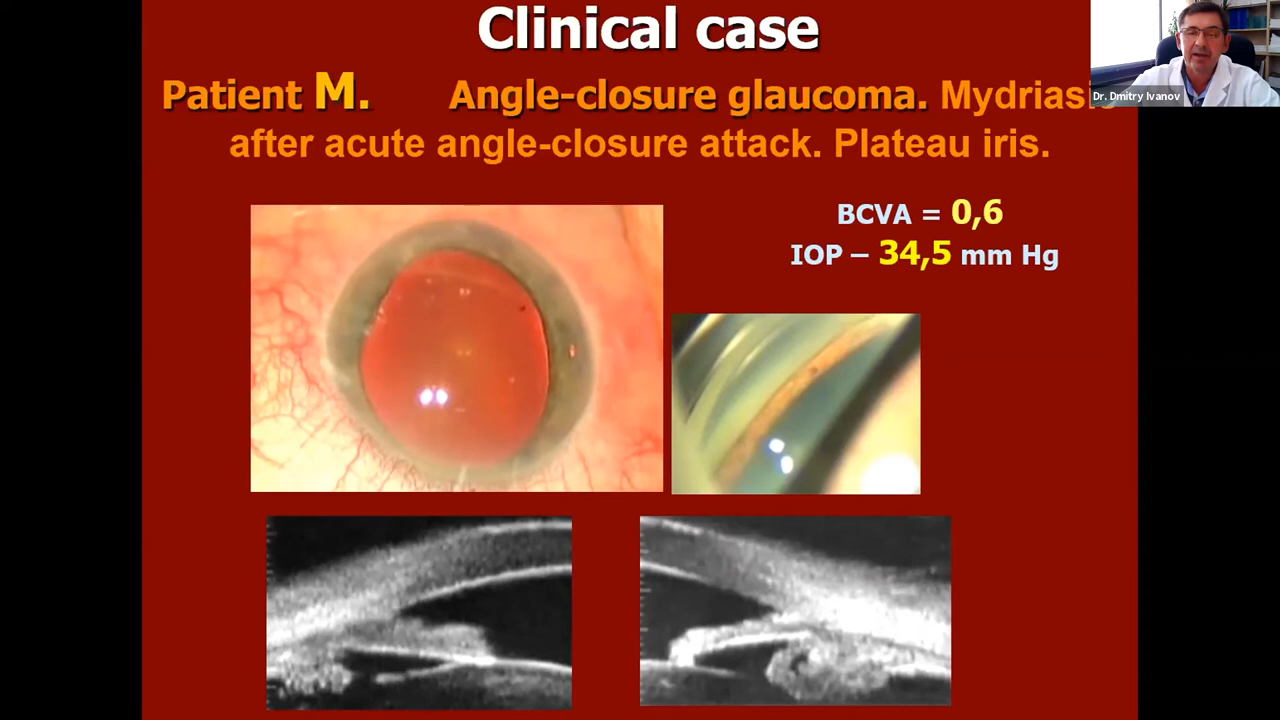 Clinical case
Patient M. Angle-closure glaucoma. Mydriasis
after acute angle-closure attack. Plateau iris.
BCVA = 0,6
IOP – 34,5 mm Hg
Dr. Dmitry Ivanov